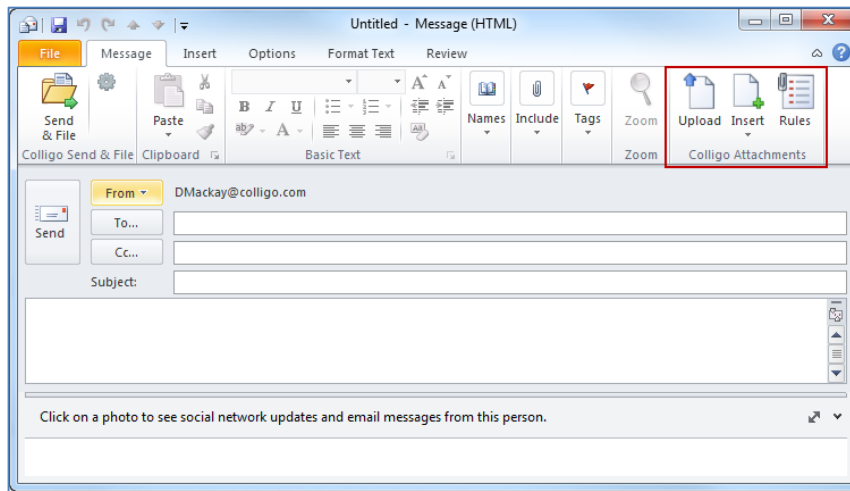 Untitled - Message (HTML)
File Message Insert Options Format Text Review
Send & File
Paste
B I U
A A
ab A
Aa
Names Include Tags Zoom Upload Insert Rules
Colligo Send & File Clipboard Basic Text Zoom Colligo Attachments
From DMackay@colligo.com
Send
To...
Cc...
Subject:
Click on a photo to see social network updates and email messages from this person.